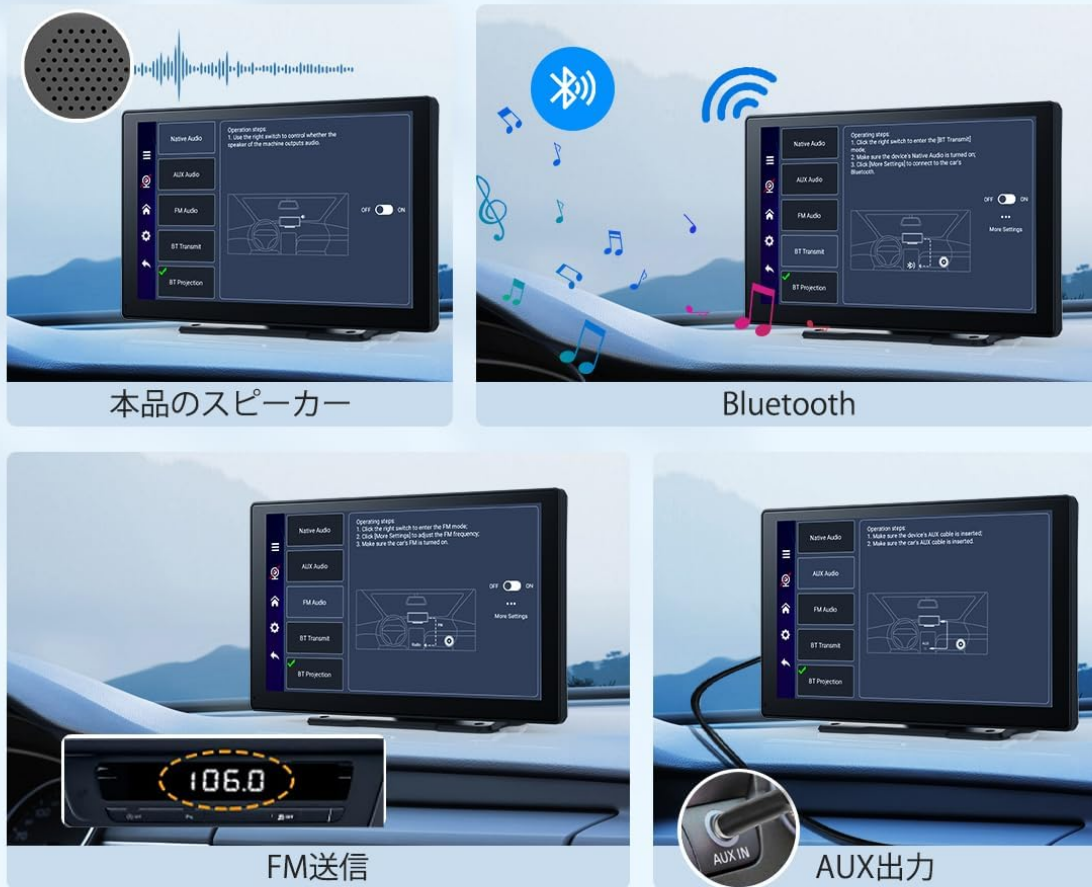 Native Audio
AUX Audio
FM Audio
BT Transmit
BT Projection
Operation steps:
1. Use the right switch to control whether the
speaker of the machine outputs audio.
OFF ON
本品のスピーカー
Native Audio
AUX Audio
FM Audio
BT Transmit
BT Projection
Operating steps:
1. Click the right switch to enter the [BT Transmit]
mode;
2. Make sure the device's Native Audio is turned on;
3. Click [More Settings] to connect to the car's
Bluetooth.
OFF ON
More Settings
Bluetooth
Native Audio
AUX Audio
FM Audio
BT Transmit
BT Projection
Operating steps:
1. Click the right switch to enter the FM mode;
2. Click [More Settings] to adjust the FM frequency;
3. Make sure the car's FM is turned on.
FM
Radio
OFF ON
More Settings
106.0
FM送信
Native Audio
AUX Audio
FM Audio
BT Transmit
BT Projection
Operation steps:
1. Make sure the device's AUX cable is inserted;
2. Make sure the car's AUX cable is inserted.
AUX
AUX IN
AUX出力